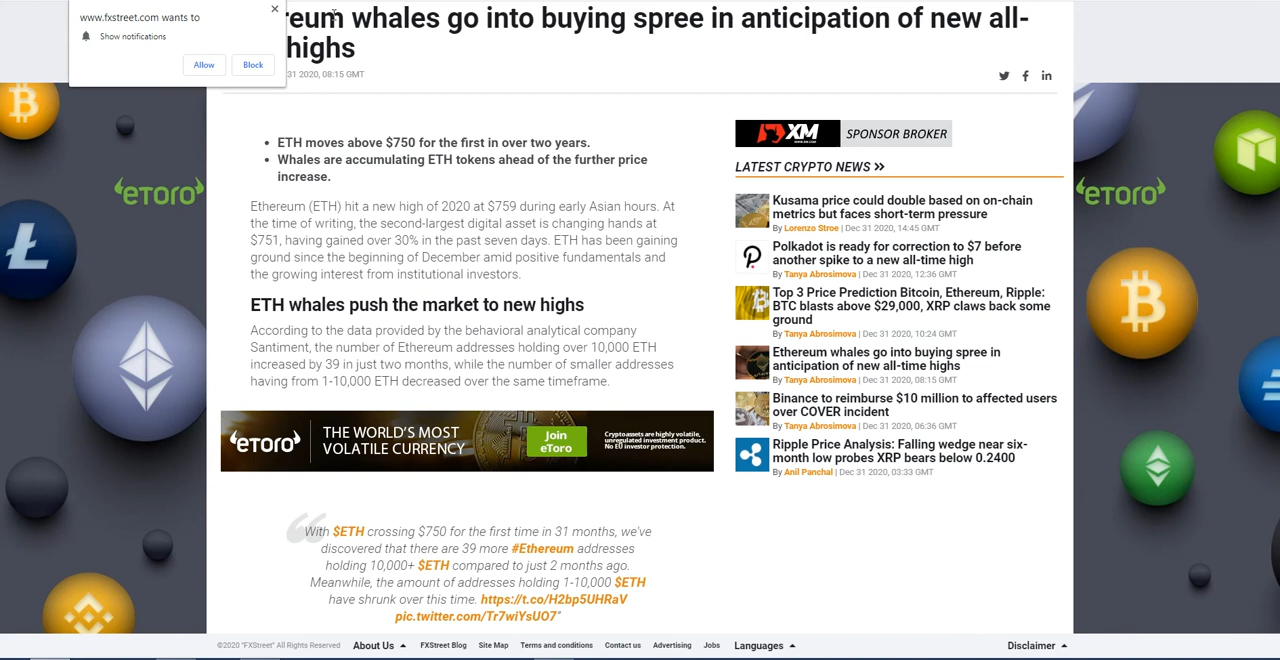 www.fxstreet.com wants to
Show notifications
Allow
Block
reum whales go into buying spree in anticipation of new all-
highs
31 2020, 08:15 GMT
ETH moves above $750 for the first in over two years.
Whales are accumulating ETH tokens ahead of the further price
increase.
Ethereum (ETH) hit a new high of 2020 at $759 during early Asian hours. At
the time of writing, the second-largest digital asset is changing hands at
$751, having gained over 30% in the past seven days. ETH has been gaining
ground since the beginning of December amid positive fundamentals and
the growing interest from institutional investors.
ETH whales push the market to new highs
According to the data provided by the behavioral analytical company
Santiment, the number of Ethereum addresses holding over 10,000 ETH
increased by 39 in just two months, while the number of smaller addresses
having from 1-10,000 ETH decreased over the same timeframe.
eToro
THE WORLD'S MOST
VOLATILE CURRENCY
Join
eToro
Cryptoassets are highly volatile,
unregulated investment product.
No EU investor protection.
With $ETH crossing $750 for the first time in 31 months, we've
discovered that there are 39 more #Ethereum addresses
holding 10,000+ $ETH compared to just 2 months ago.
Meanwhile, the amount of addresses holding 1-10,000 $ETH
have shrunk over this time. https://t.co/H2bp5UHRaV
pic.twitter.com/Tr7wiYsUO7"
XM
SPONSOR BROKER
LATEST CRYPTO NEWS >>
Kusama price could double based on on-chain
metrics but faces short-term pressure
By Lorenzo Stroe | Dec 31 2020, 14:45 GMT
Polkadot is ready for correction to $7 before
another spike to a new all-time high
By Tanya Abrosimova | Dec 31 2020, 12:36 GMT
Top 3 Price Prediction Bitcoin, Ethereum, Ripple:
BTC blasts above $29,000, XRP claws back some
ground
By Tanya Abrosimova | Dec 31 2020, 10:24 GMT
Ethereum whales go into buying spree in
anticipation of new all-time highs
By Tanya Abrosimova | Dec 31 2020, 08:15 GMT
Binance to reimburse $10 million to affected users
over COVER incident
By Tanya Abrosimova | Dec 31 2020, 06:36 GMT
Ripple Price Analysis: Falling wedge near six-
month low probes XRP bears below 0.2400
By Anil Panchal | Dec 31 2020, 03:33 GMT
eToro
eToro
©2020 "FXStreet" All Rights Reserved
About Us
FXStreet Blog
Site Map
Terms and conditions
Contact us
Advertising
Jobs
Languages
Disclaimer